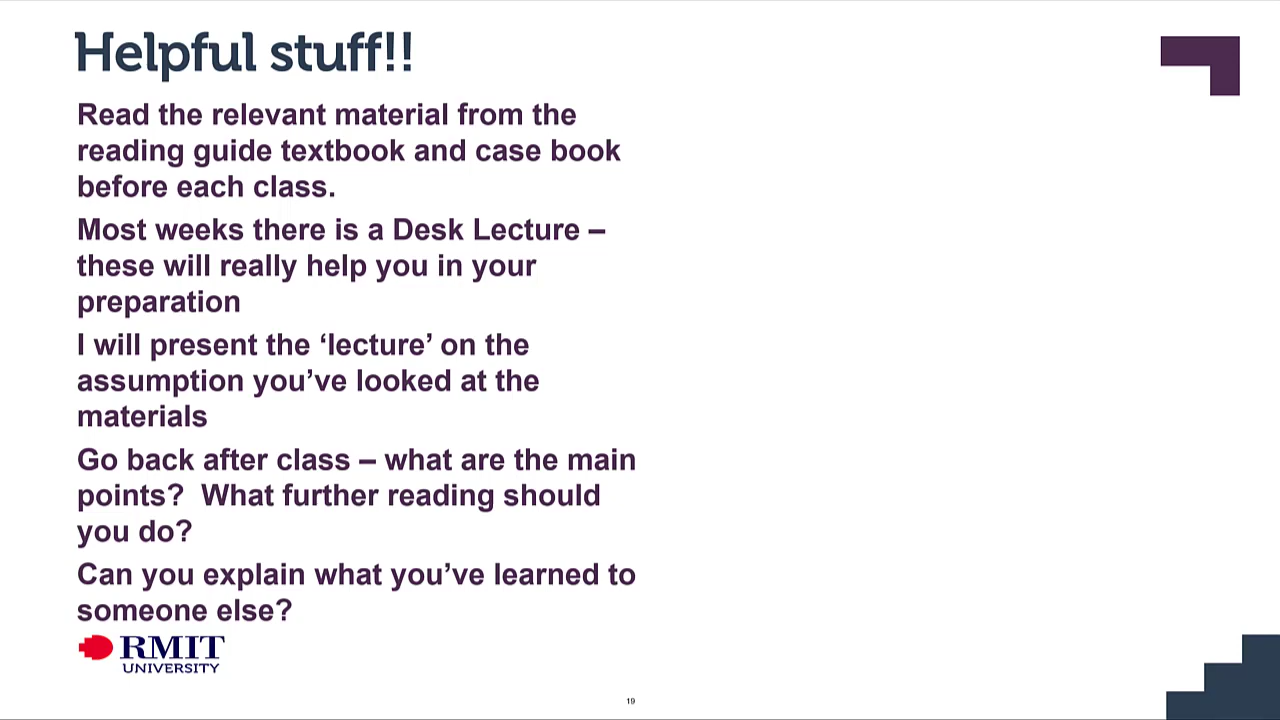 Helpful stuff!!
Read the relevant material from the
reading guide textbook and case book
before each class.
Most weeks there is a Desk Lecture –
these will really help you in your
preparation
I will present the ‘lecture’ on the
assumption you’ve looked at the
materials
Go back after class – what are the main
points?  What further reading should
you do?
Can you explain what you’ve learned to
someone else?
RMIT
UNIVERSITY
19